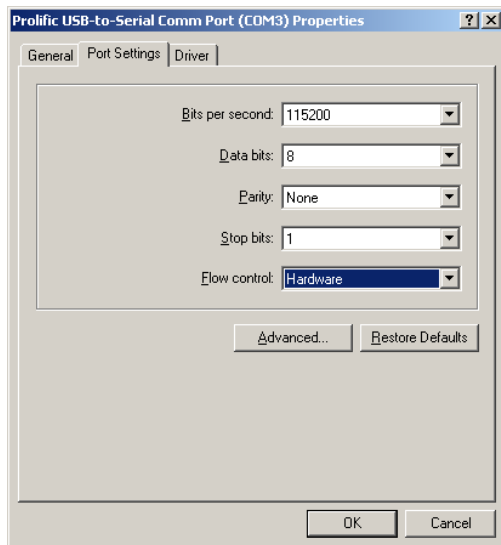 Prolific USB-to-Serial Comm Port (COM3) Properties
General Port Settings Driver
Bits per second: 115200
Data bits: 8
Parity: None
Stop bits: 1
Flow control: Hardware
Advanced... Restore Defaults
OK Cancel